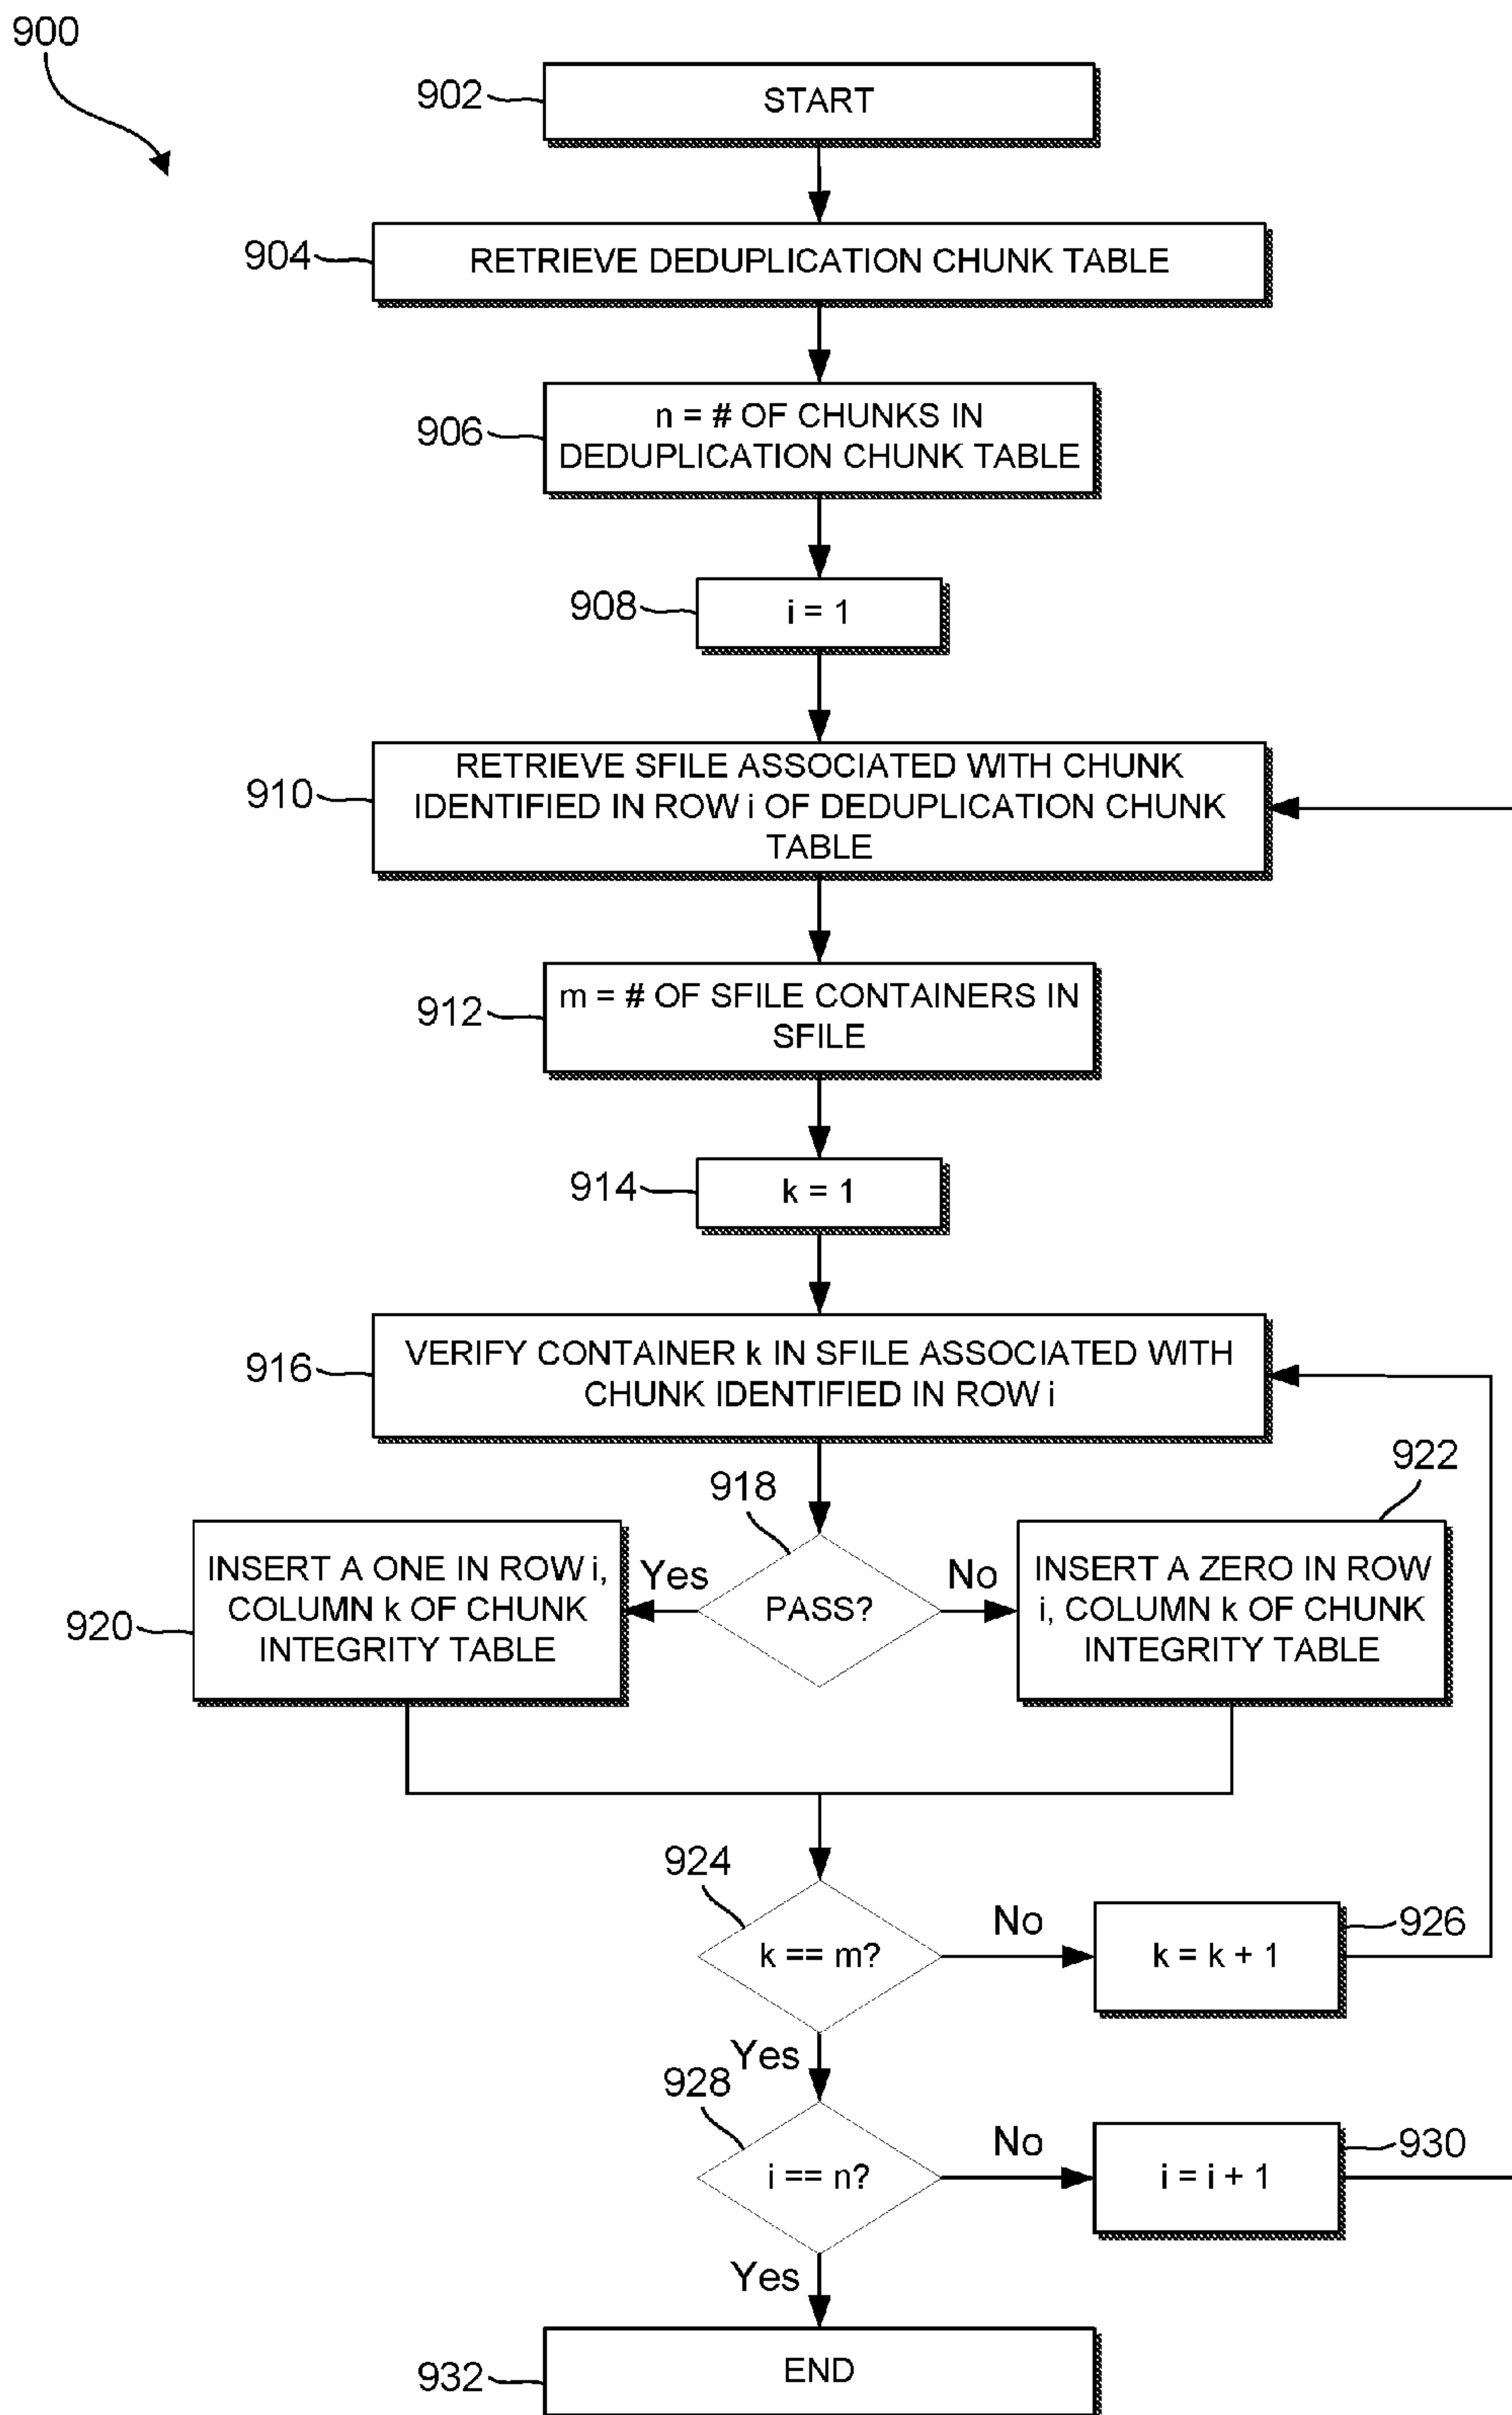 900
902
START
904
RETRIEVE DEDUPLICATION CHUNK TABLE
906
n = # OF CHUNKS IN
DEDUPLICATION CHUNK TABLE
908
i = 1
910
RETRIEVE SFILE ASSOCIATED WITH CHUNK
IDENTIFIED IN ROW i OF DEDUPLICATION CHUNK
TABLE
912
m = # OF SFILE CONTAINERS IN
SFILE
914
k = 1
916
VERIFY CONTAINER k IN SFILE ASSOCIATED WITH
CHUNK IDENTIFIED IN ROW i
918
PASS?
Yes
No
920
INSERT A ONE IN ROW i,
COLUMN k OF CHUNK
INTEGRITY TABLE
922
INSERT A ZERO IN ROW
i, COLUMN k OF CHUNK
INTEGRITY TABLE
924
k == m?
No
926
k = k + 1
Yes
928
i == n?
No
930
i = i + 1
Yes
932
END